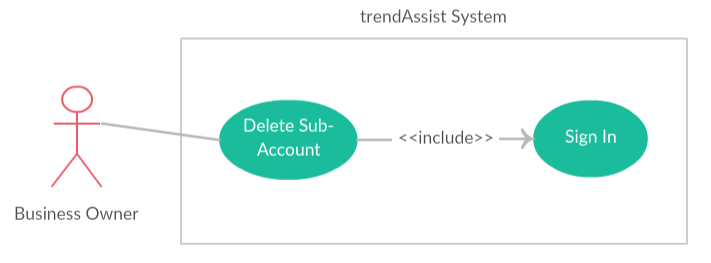 trendAssist System
Delete Sub-
Account
<<include>>
Sign In
Business Owner